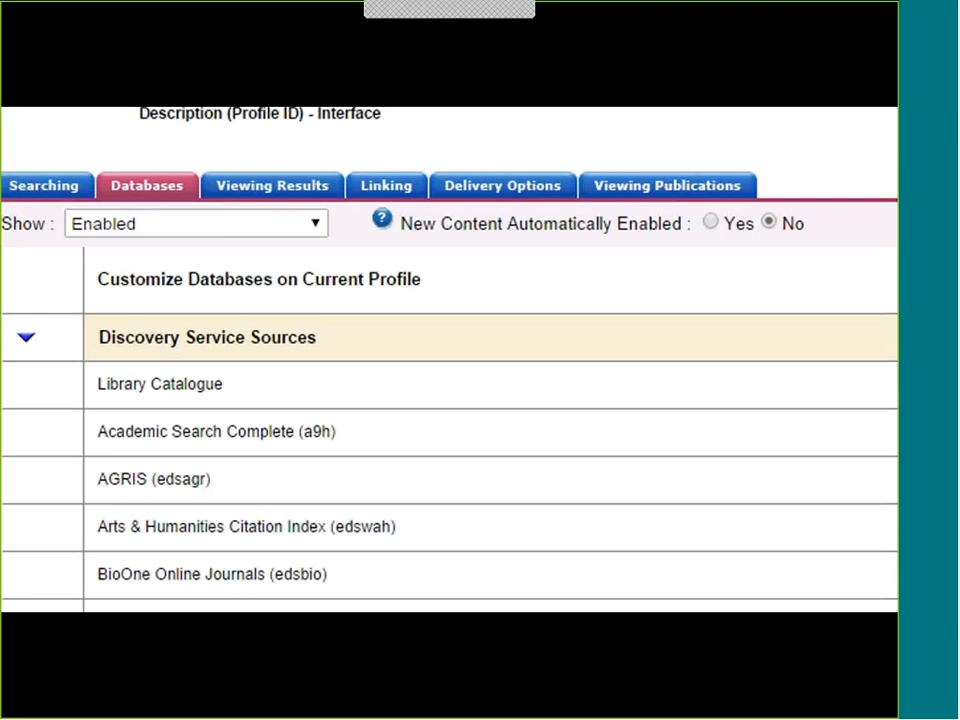 Description (Profile ID) - Interface
Searching Databases Viewing Results Linking Delivery Options Viewing Publications
Show : Enabled ? New Content Automatically Enabled : Yes No
Customize Databases on Current Profile
Discovery Service Sources
Library Catalogue
Academic Search Complete (a9h)
AGRIS (edsagr)
Arts & Humanities Citation Index (edswah)
BioOne Online Journals (edsbio)